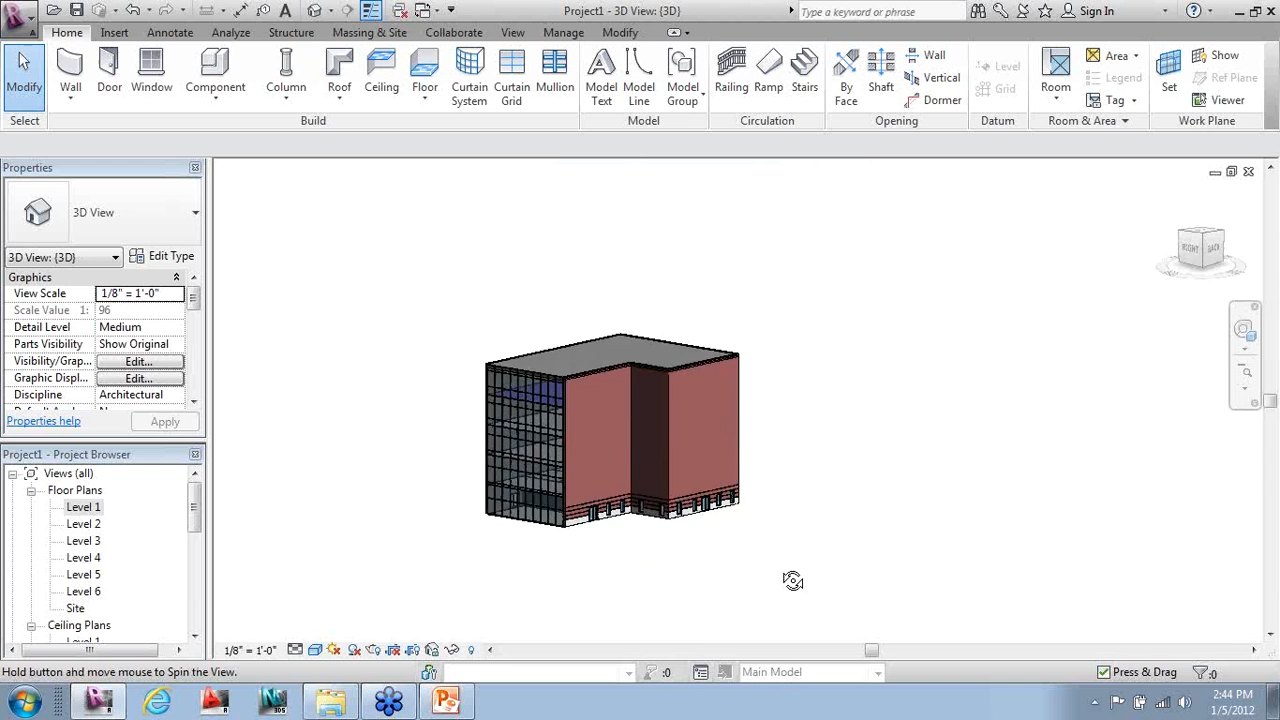 Project1 - 3D View: {3D}
Type a keyword or phrase
Sign In
Home Insert Annotate Analyze Structure Massing & Site Collaborate View Manage Modify
Modify
Wall
Door
Window
Component
Column
Roof
Ceiling
Floor
Curtain System
Curtain Grid
Mullion
Model Text
Model Line
Model Group
Railing
Ramp
Stairs
By Face
Shaft
Wall
Vertical
Dormer
Level
Grid
Room
Area
Legend
Tag
Set
Show
Ref Plane
Viewer
Select Build Model Circulation Opening Datum Room & Area Work Plane
Properties
3D View
3D View: {3D} Edit Type
Graphics
View Scale 1/8" = 1'-0"
Scale Value 1: 96
Detail Level Medium
Parts Visibility Show Original
Visibility/Grap... Edit...
Graphic Displ... Edit...
Discipline Architectural
Properties help Apply
Project1 - Project Browser
Views (all)
Floor Plans
Level 1
Level 2
Level 3
Level 4
Level 5
Level 6
Site
Ceiling Plans
Level 1
RIGHT BACK
1/8" = 1'-0"
Hold button and move mouse to Spin the View.
:0
Main Model
Press & Drag
:0
2:44 PM
1/5/2012